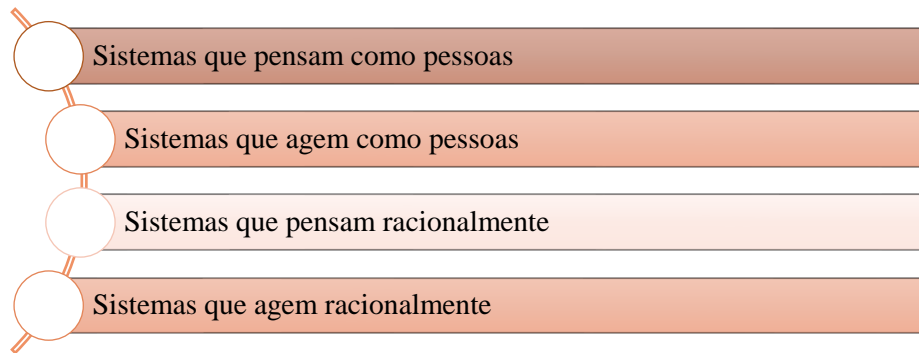 Sistemas que pensam como pessoas
Sistemas que agem como pessoas
Sistemas que pensam racionalmente
Sistemas que agem racionalmente